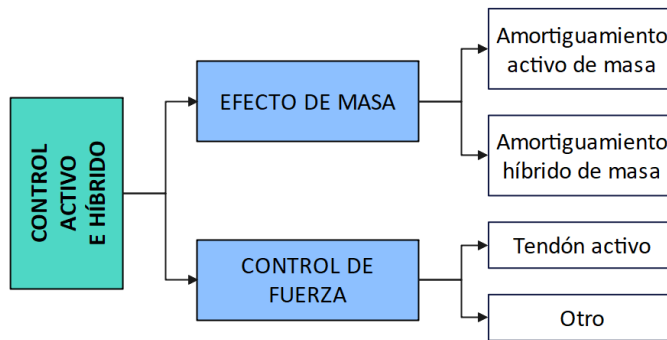 CONTROL
ACTIVO
E HÍBRIDO
EFECTO DE MASA
Amortiguamiento
activo de masa
Amortiguamiento
híbrido de masa
CONTROL DE
FUERZA
Tendón activo
Otro